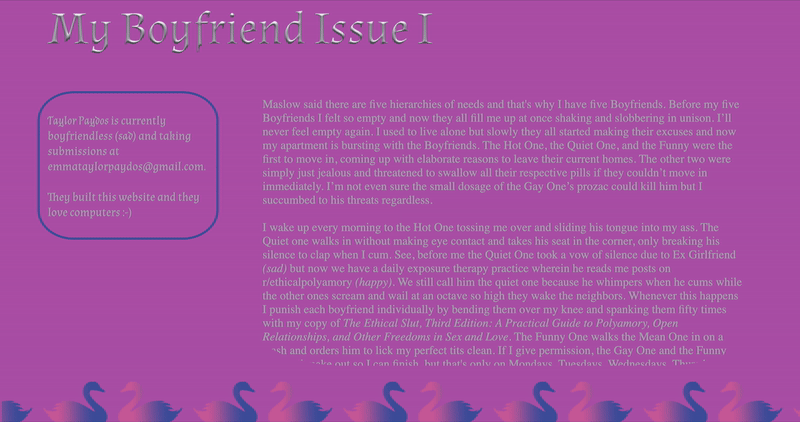 My Boyfriend Issue I
Taylor Paydos is currently
boyfriendless (sad) and taking
submissions at
emmataylorpaydos@gmail.com.
They built this website and they
love computers :-)
Maslow said there are five hierarchies of needs and that's why I have five Boyfriends. Before my five
Boyfriends I felt so empty and now they all fill me up at once shaking and slobbering in unison. I'll
never feel empty again. I used to live alone but slowly they all started making their excuses and now
my apartment is bursting with the Boyfriends. The Hot One, the Quiet One, and the Funny were the
first to move in, coming up with elaborate reasons to leave their current homes. The other two were
simply just jealous and threatened to swallow all their respective pills if they couldn't move in
immediately. I'm not even sure the small dosage of the Gay One's prozac could kill him but I
succumbed to his threats regardless.
I wake up every morning to the Hot One tossing me over and sliding his tongue into my ass. The
Quiet one walks in without making eye contact and takes his seat in the corner, only breaking his
silence to clap when I cum. See, before me the Quiet One took a vow of silence due to Ex Girlfriend
(sad) but now we have a daily exposure therapy practice wherein he reads me posts on
r/ethicalpolyamory (happy). We still call him the quiet one because he whimpers when he cums while
the other ones scream and wail at an octave so high they wake the neighbors. Whenever this happens
I punish each boyfriend individually by bending them over my knee and spanking them fifty times
with my copy of The Ethical Slut, Third Edition: A Practical Guide to Polyamory, Open
Relationships, and Other Freedoms in Sex and Love. The Funny One walks the Mean One in on a
and orders him to lick my perfect tits clean. If I give permission, the Gay One and the Funny
out so I can finish, but that's only on Mondays, Tuesdays, Wednesdays,